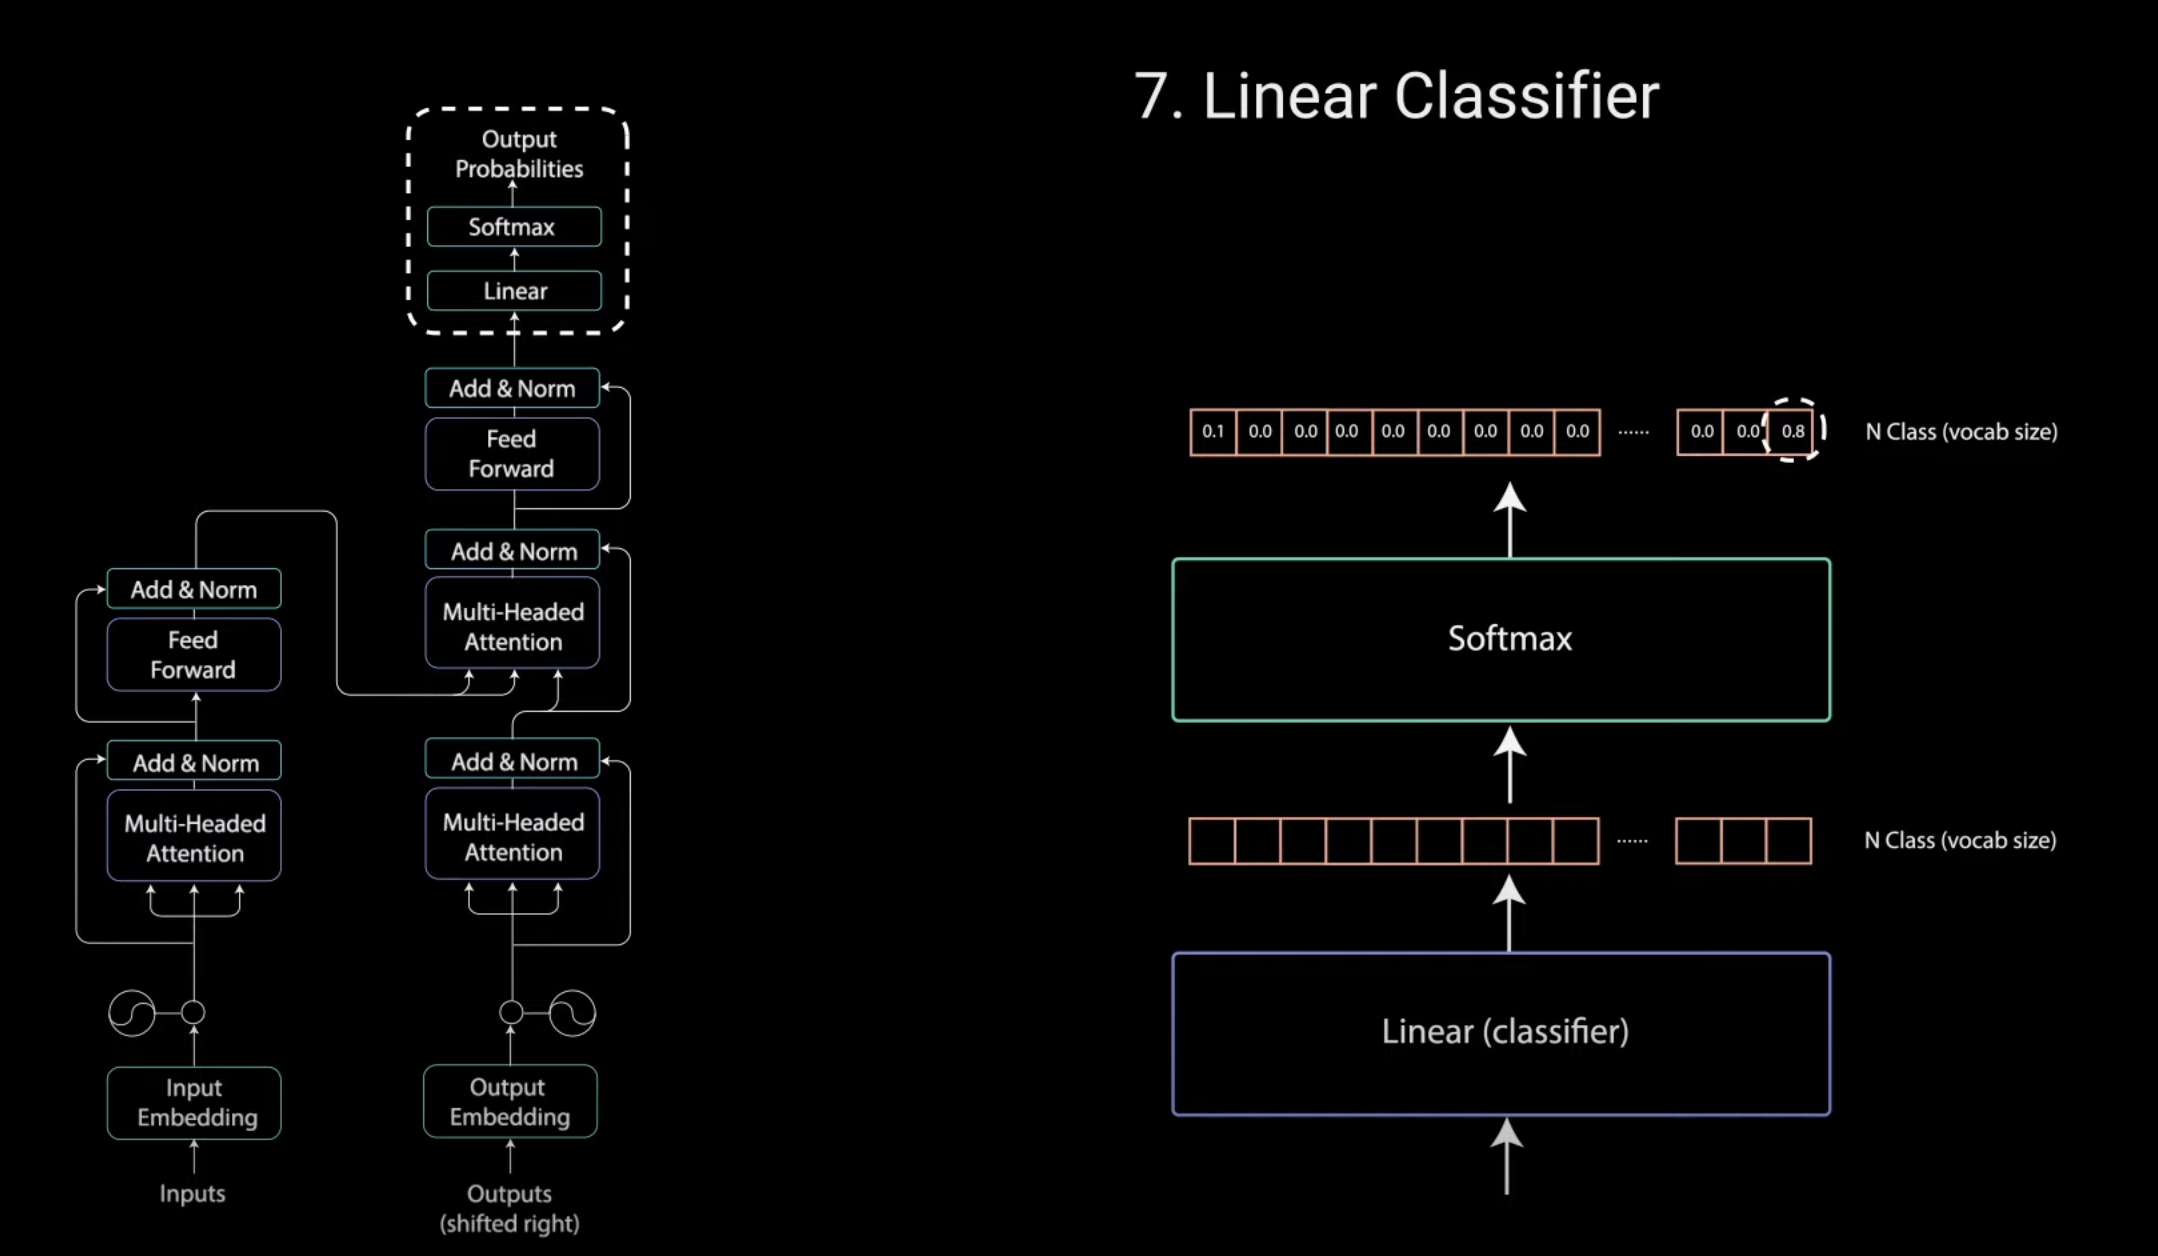 7. Linear Classifier
Output
Probabilities
Softmax
Linear
Add & Norm
Feed
Forward
Add & Norm
Multi-Headed
Attention
Add & Norm
Multi-Headed
Attention
Output
Embedding
Outputs
(shifted right)
Add & Norm
Feed
Forward
Add & Norm
Multi-Headed
Attention
Input
Embedding
Inputs
0.1 0.0 0.0 0.0 0.0 0.0 0.0 0.0 0.0 ...... 0.0 0.0 0.8 N Class (vocab size)
Softmax
...... N Class (vocab size)
Linear (classifier)